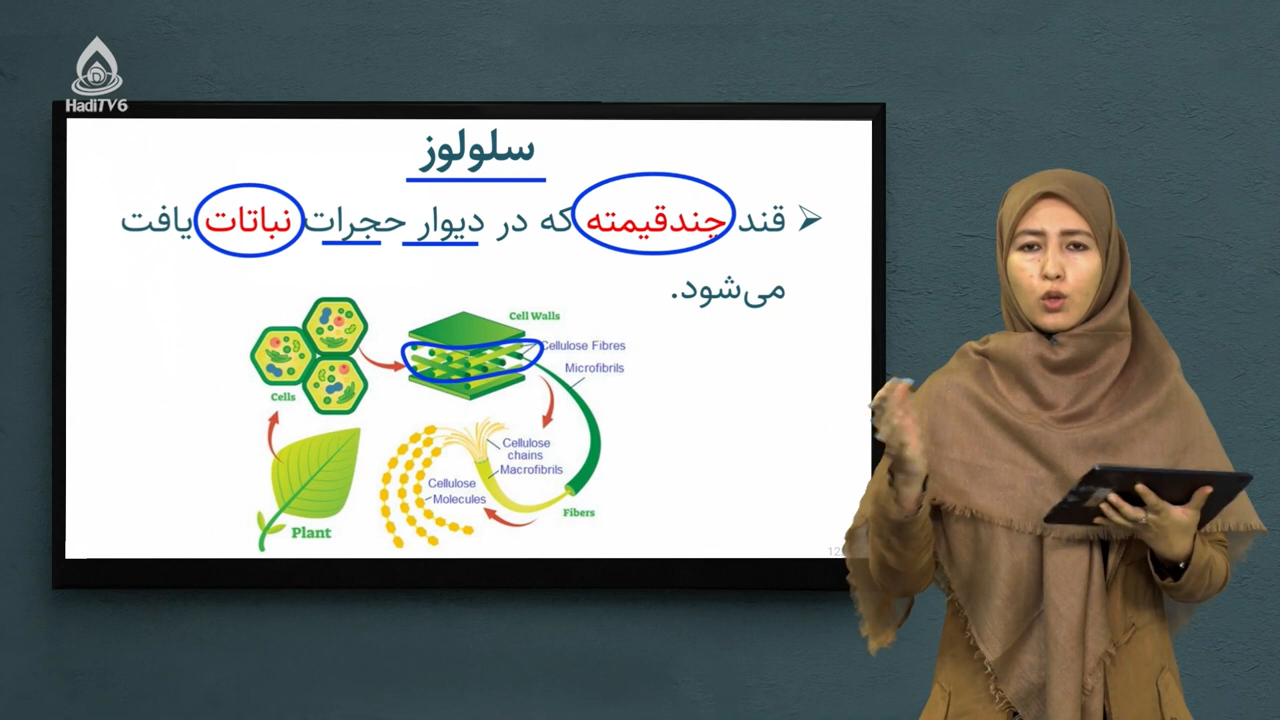 HadiTV6
سلولوز
قند چندقیمته که در دیوار حجرات نباتات یافت
می‌شود.
Cell Walls
Cellulose Fibres
Microfibrils
Cells
Cellulose
chains
Macrofibrils
Cellulose
Molecules
Fibers
Plant
12